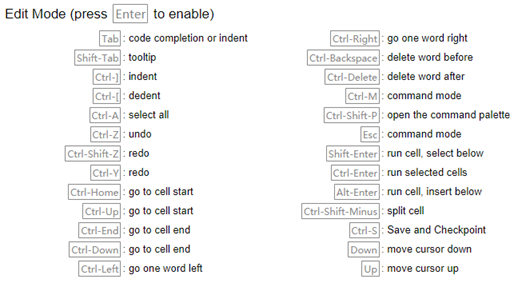 Edit Mode (press Enter to enable)
Tab : code completion or indent
Shift-Tab : tooltip
Ctrl-] : indent
Ctrl-[ : dedent
Ctrl-A : select all
Ctrl-Z : undo
Ctrl-Shift-Z : redo
Ctrl-Y : redo
Ctrl-Home : go to cell start
Ctrl-Up : go to cell start
Ctrl-End : go to cell end
Ctrl-Down : go to cell end
Ctrl-Left : go one word left
Ctrl-Right : go one word right
Ctrl-Backspace : delete word before
Ctrl-Delete : delete word after
Ctrl-M : command mode
Ctrl-Shift-P : open the command palette
Esc : command mode
Shift-Enter : run cell, select below
Ctrl-Enter : run selected cells
Alt-Enter : run cell, insert below
Ctrl-Shift-Minus : split cell
Ctrl-S : Save and Checkpoint
Down : move cursor down
Up : move cursor up